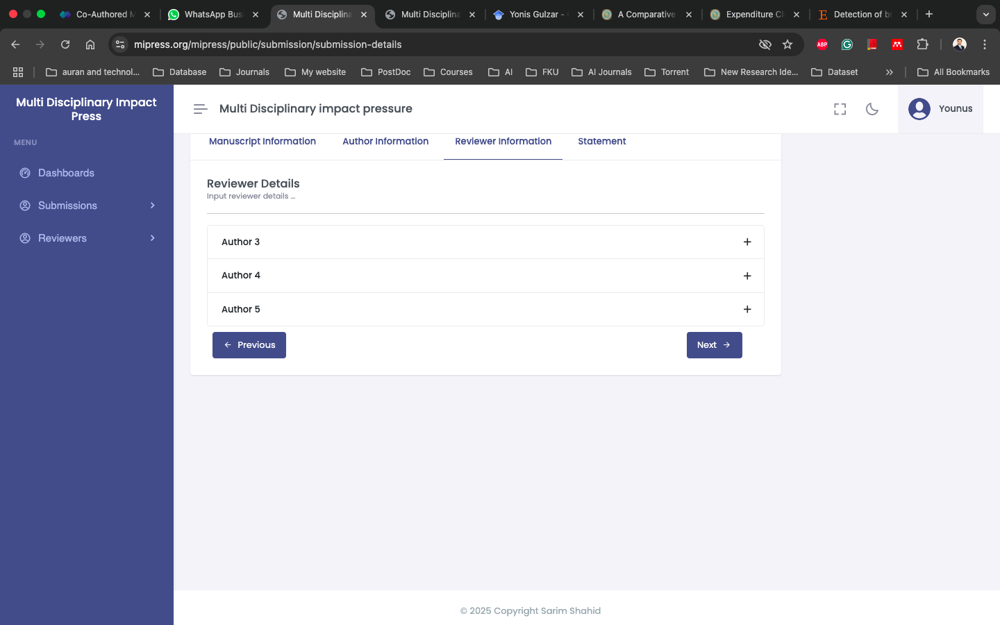 Co-Authored M
WhatsApp Bus
Multi Disciplina
Multi Disciplina
Yonis Gulzar -
A Comparative
Expenditure Cl
Detection of br
mipress.org/mipress/public/submission/submission-details
ABP
auran and technol...
Database
Journals
My website
PostDoc
Courses
AI
FKU
AI Journals
Torrent
New Research Ide...
Dataset
All Bookmarks
Multi Disciplinary Impact
Press
MENU
Dashboards
Submissions
Reviewers
Multi Disciplinary impact pressure
Younus
Manuscript Information
Author Information
Reviewer Information
Statement
Reviewer Details
Input reviewer details ...
Author 3
Author 4
Author 5
Previous
Next
© 2025 Copyright Sarim Shahid